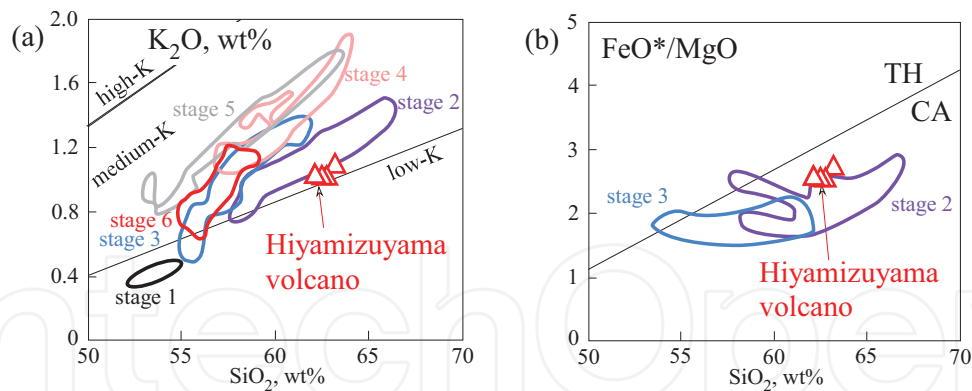 (a)
K2O, wt%
2.0
1.6
1.2
0.8
0.4
0
high-K
medium-K
low-K
stage 5
stage 4
stage 2
stage 6
stage 3
stage 1
Hiyamizuyama
volcano
50
55
60
65
70
SiO2, wt%
(b)
FeO*/MgO
5
4
3
2
1
0
TH
CA
stage 3
stage 2
Hiyamizuyama
volcano
50
55
60
65
70
SiO2, wt%